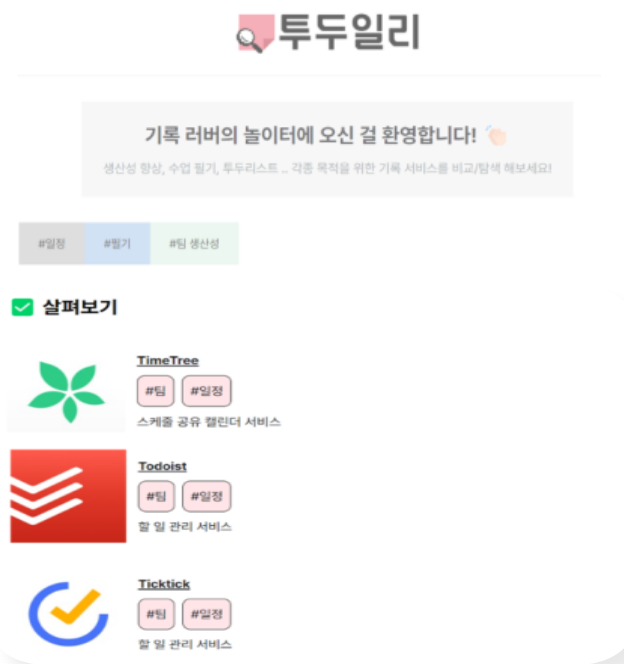 투두일리
기록 러버의 놀이터에 오신 걸 환영합니다!
생산성 향상, 수업 필기, 투두리스트 .. 각종 목적을 위한 기록 서비스를 비교/탐색 해보세요!
#일정 #필기 #팀 생산성
살펴보기
TimeTree
#팀 #일정
스케줄 공유 캘린더 서비스
Todoist
#팀 #일정
할 일 관리 서비스
Ticktick
#팀 #일정
할 일 관리 서비스